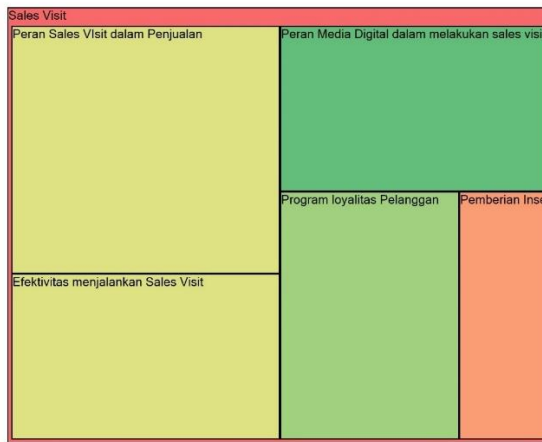 Sales Visit
Peran Sales VIsit dalam Penjualan
Peran Media Digital dalam melakukan sales visi
Program loyalitas Pelanggan
Pemberian Inse
Efektivitas menjalankan Sales Visit